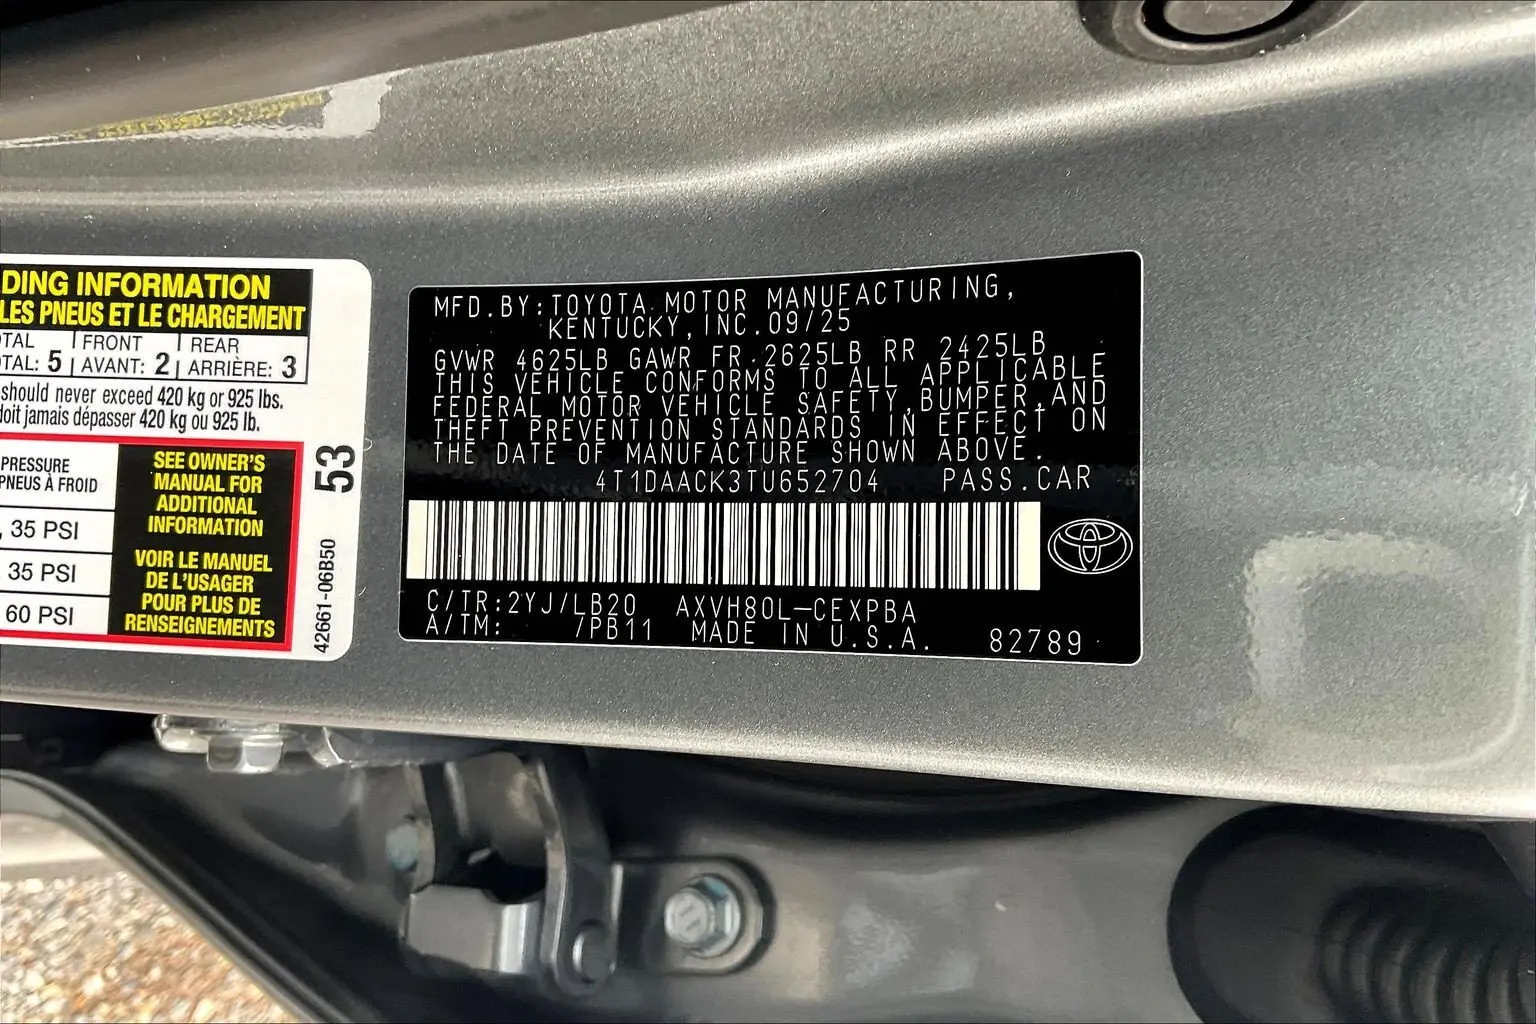 DING INFORMATION
LES PNEUS ET LE CHARGEMENT
OTAL FRONT REAR
OTAL: 5 AVANT: 2 ARRIÈRE: 3
should never exceed 420 kg or 925 lbs.
doit jamais dépasser 420 kg ou 925 lb.
PRESSURE
PNEUS À FROID
, 35 PSI
35 PSI
60 PSI
SEE OWNER'S
MANUAL FOR
ADDITIONAL
INFORMATION
VOIR LE MANUEL
DE L'USAGER
POUR PLUS DE
RENSEIGNEMENTS
53
42661-06B50
MFD.BY:TOYOTA MOTOR MANUFACTURING,
KENTUCKY,INC.09/25
GVWR 4625LB GAWR FR 2625LB RR 2425LB
THIS VEHICLE CONFORMS TO ALL APPLICABLE
FEDERAL MOTOR VEHICLE SAFETY,BUMPER,AND
THEFT PREVENTION STANDARDS IN EFFECT ON
THE DATE OF MANUFACTURE SHOWN ABOVE.
4T1DAACK3TU652704 PASS.CAR
C/TR:2YJ/LB20 AXVH80L-CEXPBA
A/TM: /PB11 MADE IN U.S.A. 82789